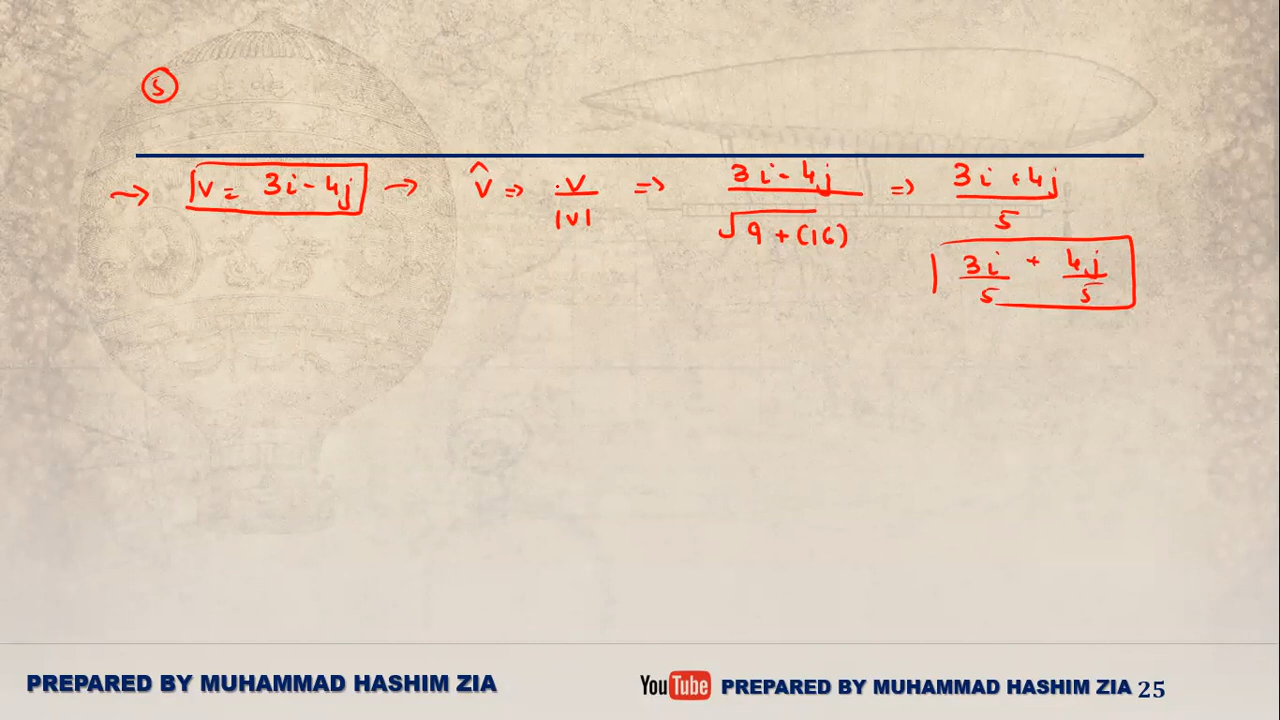 5
→ v = 3i - 4j → v̂ ⇒ v/|v| ⇒ 3i - 4j/√9 + (16) ⇒ 3i + 4j/5
3i/5 + 4j/5
PREPARED BY MUHAMMAD HASHIM ZIA
YouTube PREPARED BY MUHAMMAD HASHIM ZIA 25